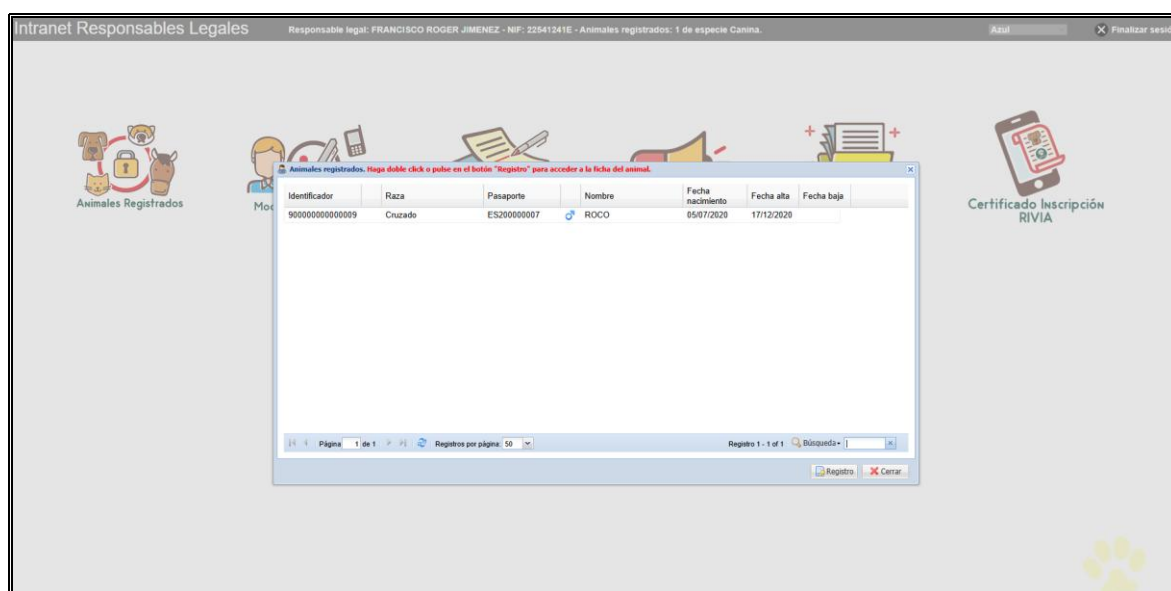 Intranet Responsables Legales
Responsable legal: FRANCISCO ROGER JIMENEZ - NIF: 22541241E - Animales registrados: 1 de especie Canina.
Azul
Finalizar sesió
Animales Registrados
Mod
Certificado Inscripción
RIVIA
Animales registrados. Haga doble click o pulse en el botón "Registro" para acceder a la ficha del animal.
Identificador Raza Pasaporte Nombre Fecha nacimiento Fecha alta Fecha baja
900000000000009 Cruzado ES200000007 ROCO 05/07/2020 17/12/2020
Página 1 de 1 Registros por página: 50 Registro 1 - 1 of 1 Búsqueda
Registro Cerrar